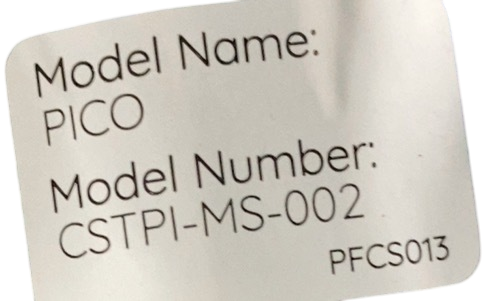 Model Name:
PICO
Model Number:
CSTPI-MS-002
PFCS013